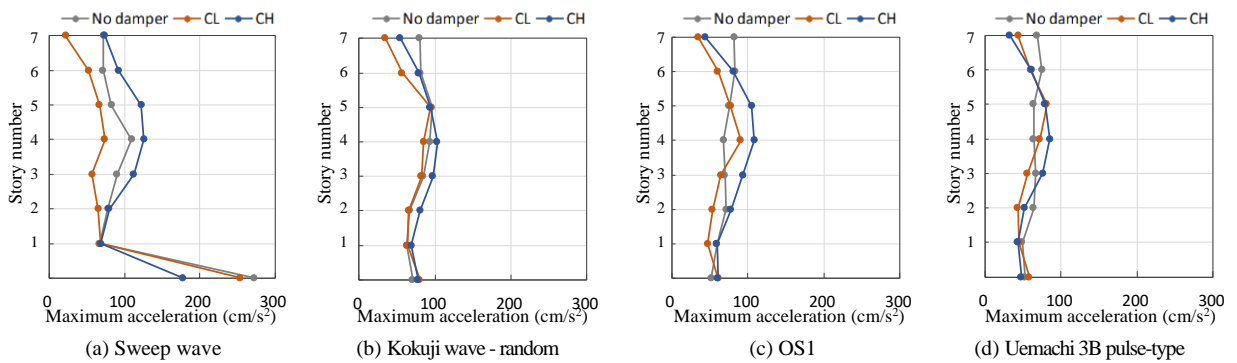 No damper CL CH
7
6
5
4
3
2
1
Story number
0 100 200 300
Maximum acceleration (cm/s²)
(a) Sweep wave
No damper CL CH
7
6
5
4
3
2
1
Story number
0 100 200 300
Maximum acceleration (cm/s²)
(b) Kokuji wave - random
No damper CL CH
7
6
5
4
3
2
1
Story number
0 100 200 300
Maximum acceleration (cm/s²)
(c) OS1
No damper CL CH
7
6
5
4
3
2
1
Story number
0 100 200 300
Maximum acceleration (cm/s²)
(d) Uemachi 3B pulse-type